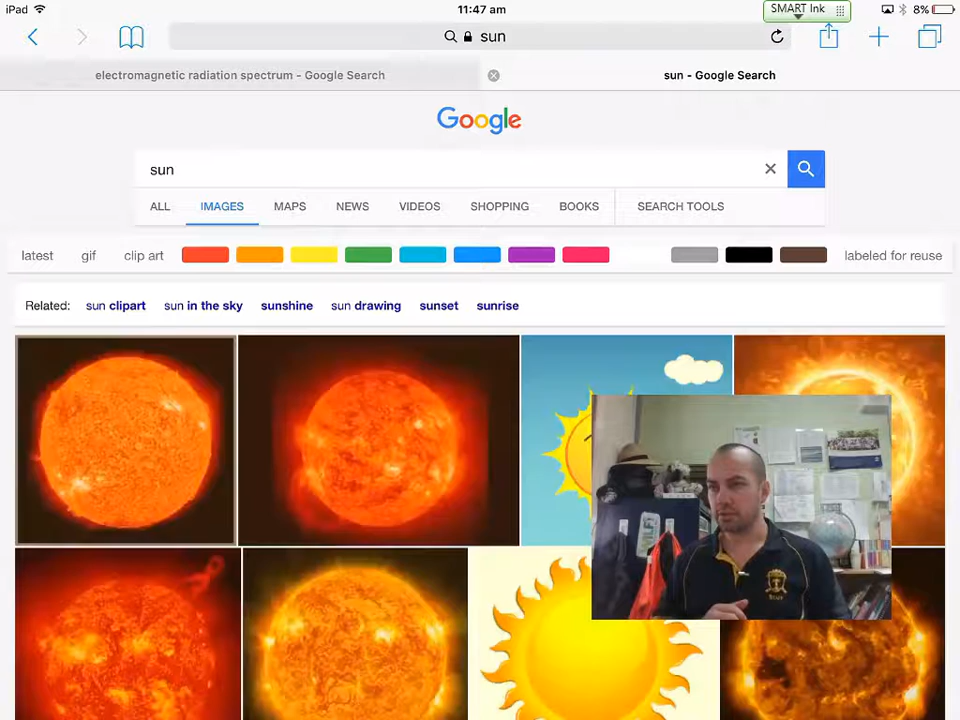 iPad 11:47 am SMART Ink 8%
sun
electromagnetic radiation spectrum - Google Search sun - Google Search
Google
sun
ALL IMAGES MAPS NEWS VIDEOS SHOPPING BOOKS SEARCH TOOLS
latest gif clip art labeled for reuse
Related: sun clipart sun in the sky sunshine sun drawing sunset sunrise